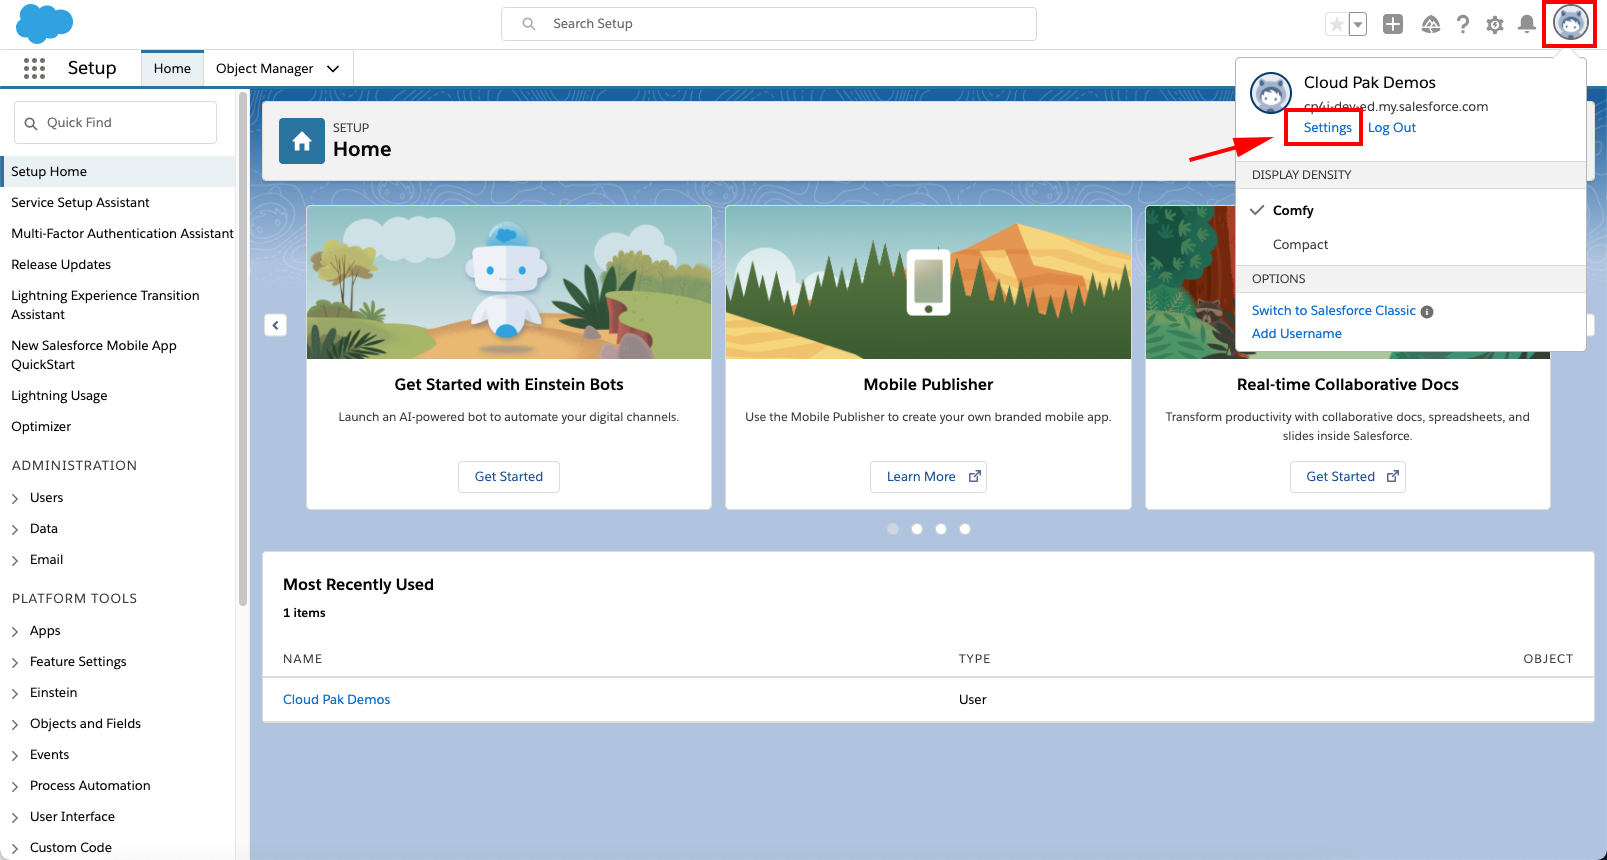 Search Setup
Setup
Home
Object Manager
Cloud Pak Demos
cp4i-dev-ed.my.salesforce.com
Settings
Log Out
DISPLAY DENSITY
Comfy
Compact
OPTIONS
Switch to Salesforce Classic
Add Username
Quick Find
Setup Home
Service Setup Assistant
Multi-Factor Authentication Assistant
Release Updates
Lightning Experience Transition
Assistant
New Salesforce Mobile App
QuickStart
Lightning Usage
Optimizer
ADMINISTRATION
Users
Data
Email
PLATFORM TOOLS
Apps
Feature Settings
Einstein
Objects and Fields
Events
Process Automation
User Interface
Custom Code
SETUP
Home
Get Started with Einstein Bots
Launch an AI-powered bot to automate your digital channels.
Get Started
Mobile Publisher
Use the Mobile Publisher to create your own branded mobile app.
Learn More
Real-time Collaborative Docs
Transform productivity with collaborative docs, spreadsheets, and
slides inside Salesforce.
Get Started
Most Recently Used
1 items
NAME TYPE OBJECT
Cloud Pak Demos User